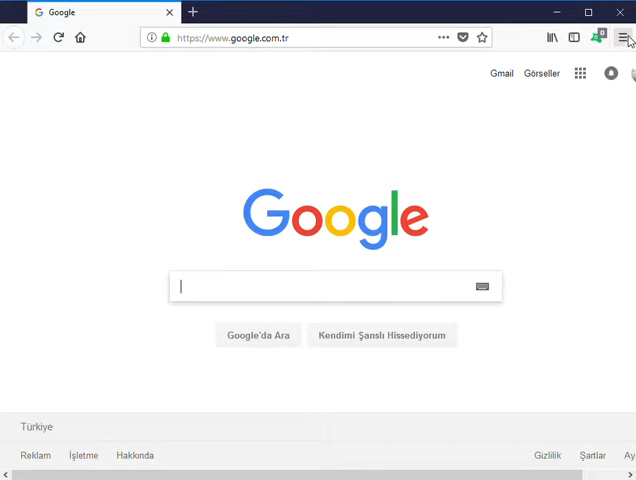 Google
https://www.google.com.tr
0
Gmail Görseller
Google
Google'da Ara Kendimi Şanslı Hissediyorum
Türkiye
Reklam İşletme Hakkında Gizlilik Şartlar Ay